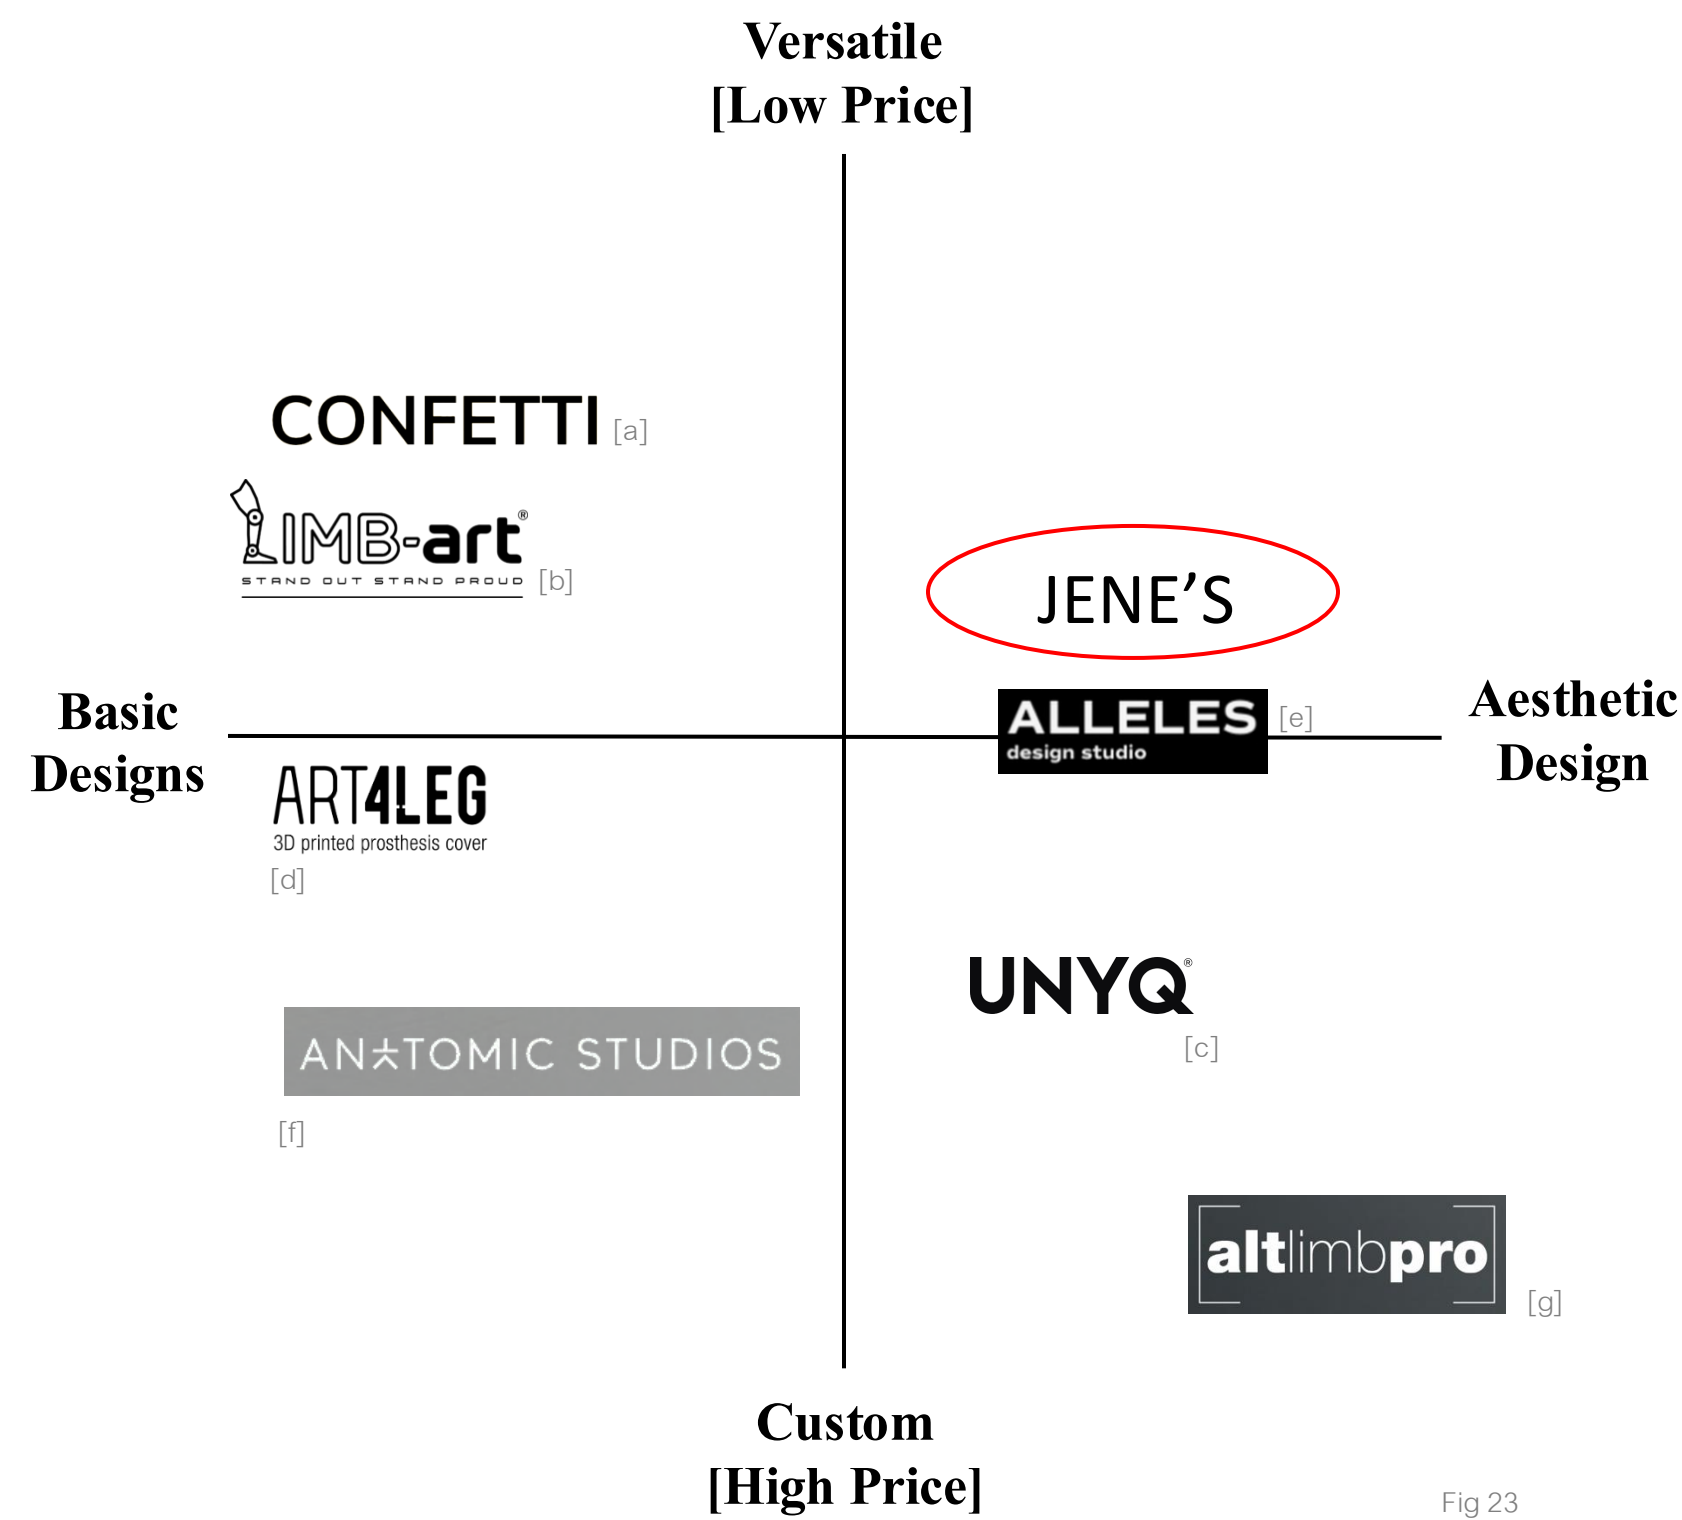 Versatile
[Low Price]
CONFETTI [a]
LIMB-art®
STAND OUT STAND PROUD [b]
JENE’S
Basic
Designs
ALLELES
design studio
[e]
Aesthetic
Design
ART4LEG
3D printed prosthesis cover
[d]
UNYQ®
[c]
ANATOMIC STUDIOS
[f]
altlimbpro
[g]
Custom
[High Price]
Fig 23